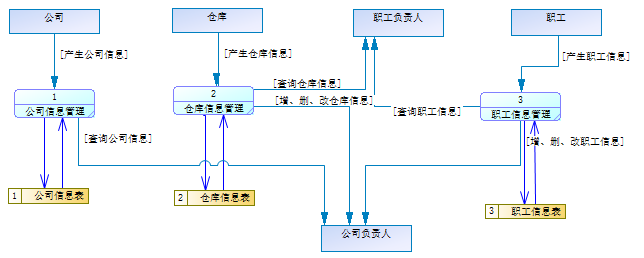 公司
仓库
职工负责人
职工
[产生公司信息]
[产生仓库信息]
[产生职工信息]
1
公司信息管理
2
仓库信息管理
[查询仓库信息]
[增、删、改仓库信息]
[查询职工信息]
3
职工信息管理
[查询公司信息]
[增、删、改职工信息]
1 公司信息表
2 仓库信息表
3 职工信息表
公司负责人